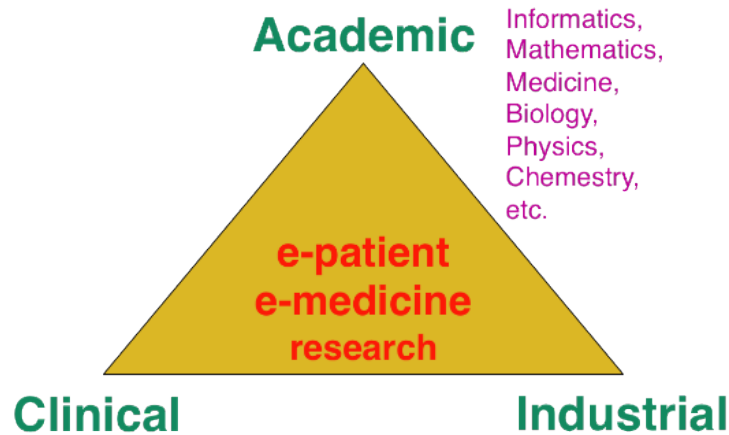 Academic
Informatics,
Mathematics,
Medicine,
Biology,
Physics,
Chemestry,
etc.
e-patient
e-medicine
research
Clinical
Industrial